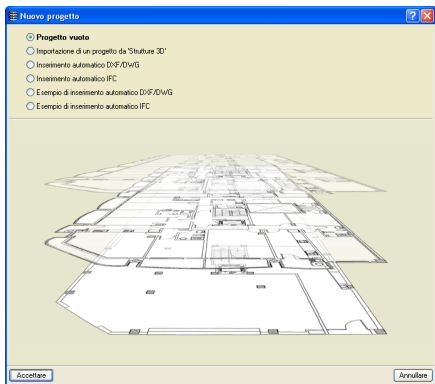 Nuovo progetto
Progetto vuoto
Importazione di un progetto da 'Strutture 3D'
Inserimento automatico DXF/DWG
Inserimento automatico IFC
Esempio di inserimento automatico DXF/DWG
Esempio di inserimento automatico IFC
Accettare
Annullare